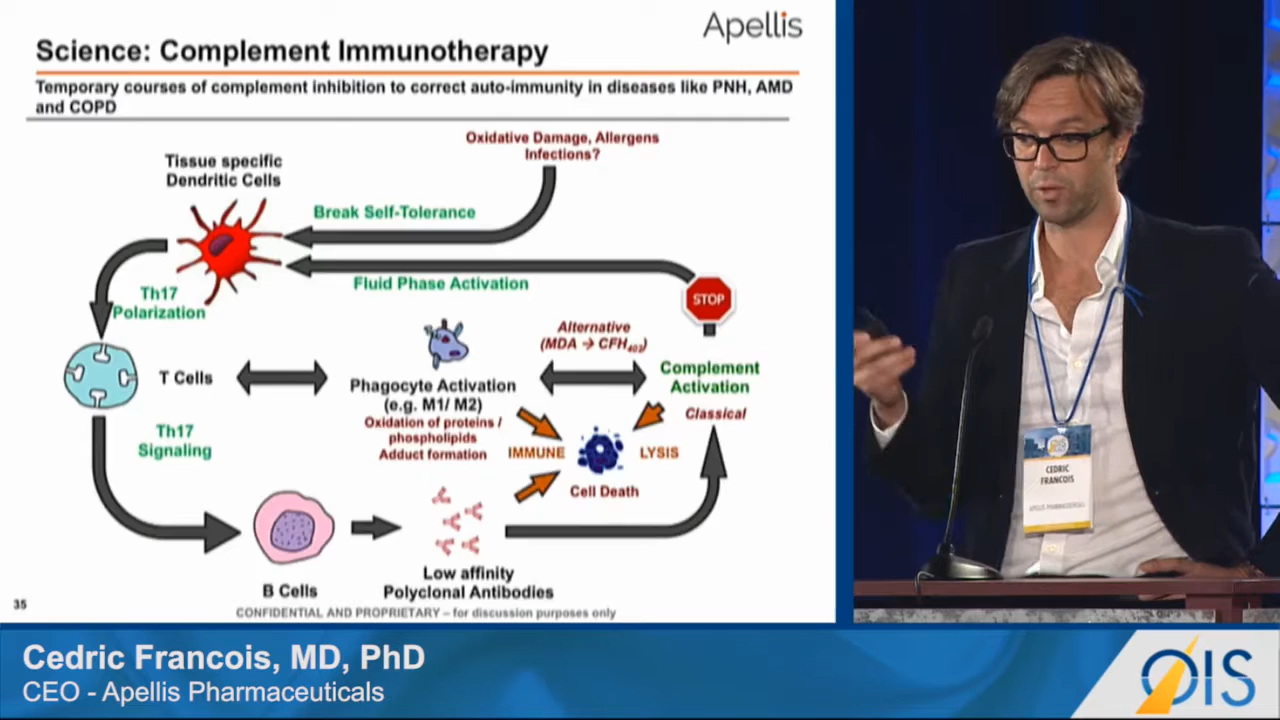 Apellis
Science: Complement Immunotherapy
Temporary courses of complement inhibition to correct auto-immunity in diseases like PNH, AMD
and COPD
Oxidative Damage, Allergens
Infections?
Tissue specific
Dendritic Cells
Break Self-Tolerance
Fluid Phase Activation
Th17
Polarization
STOP
Alternative
(MDA → CFH402)
T Cells
Phagocyte Activation
(e.g. M1/ M2)
Oxidation of proteins /
phospholipids
Adduct formation
Complement
Activation
Classical
Th17
Signaling
IMMUNE
LYSIS
Cell Death
B Cells
Low affinity
Polyclonal Antibodies
35
CONFIDENTIAL AND PROPRIETARY – for discussion purposes only
CEDRIC
FRANCOIS
APELLIS PHARMACEUTICALS
Cedric Francois, MD, PhD
CEO - Apellis Pharmaceuticals
OIS